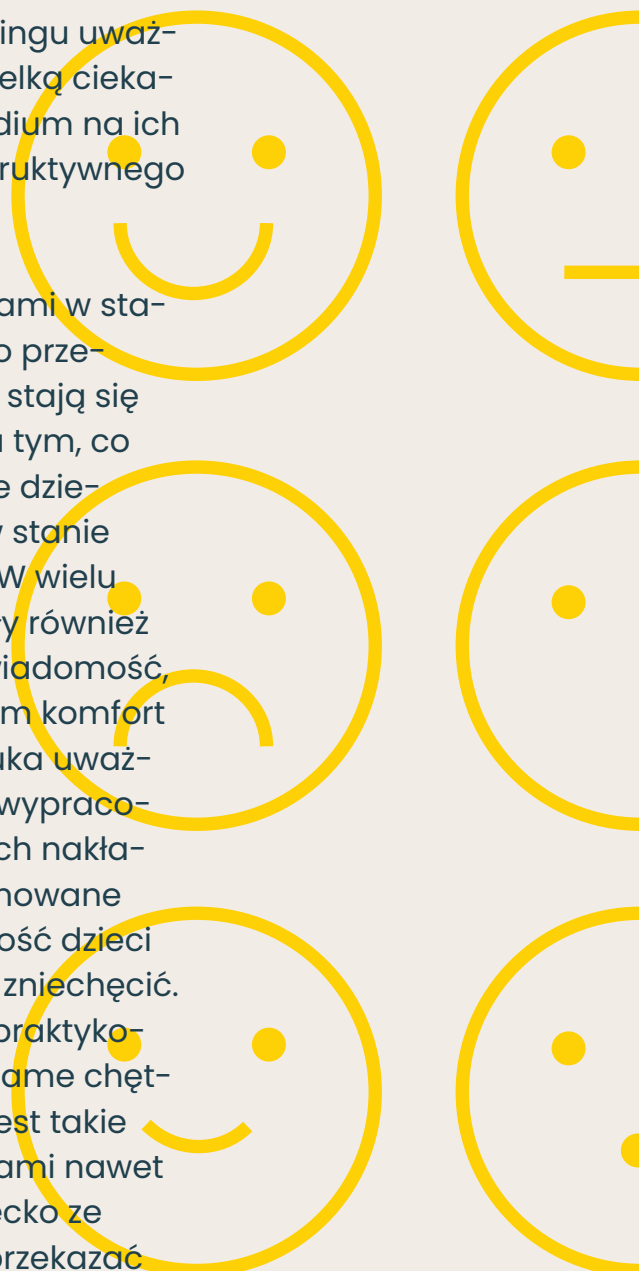 ingu uważ-
elką cieka-
dium na ich
ruktywnego
ami w sta-
o prze-
stają się
tym, co
e dzie-
stanie
W wielu
y również
iadomość,
m komfort
uka uważ-
wypraco-
ch nakła-
nowane
ość dzieci
zniechęcić.
praktyko-
ame chęt-
est takie
ami nawet
ecko ze
przekazać